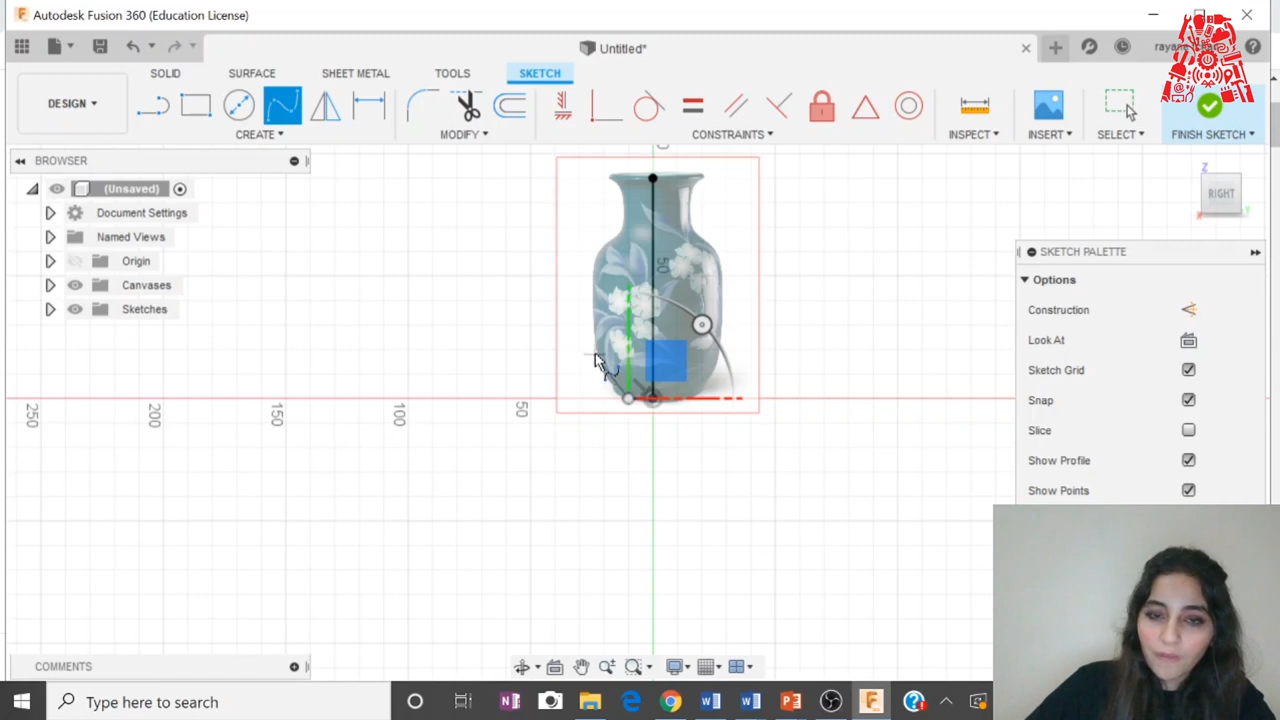 Autodesk Fusion 360 (Education License)
Untitled*
DESIGN
SOLID
SURFACE
SHEET METAL
TOOLS
SKETCH
CREATE
MODIFY
CONSTRAINTS
INSPECT
INSERT
SELECT
FINISH SKETCH
BROWSER
(Unsaved)
Document Settings
Named Views
Origin
Canvases
Sketches
250
200
150
100
50
50
Z
RIGHT
X
Y
SKETCH PALETTE
Options
Construction
Look At
Sketch Grid
Snap
Slice
Show Profile
Show Points
COMMENTS
Type here to search